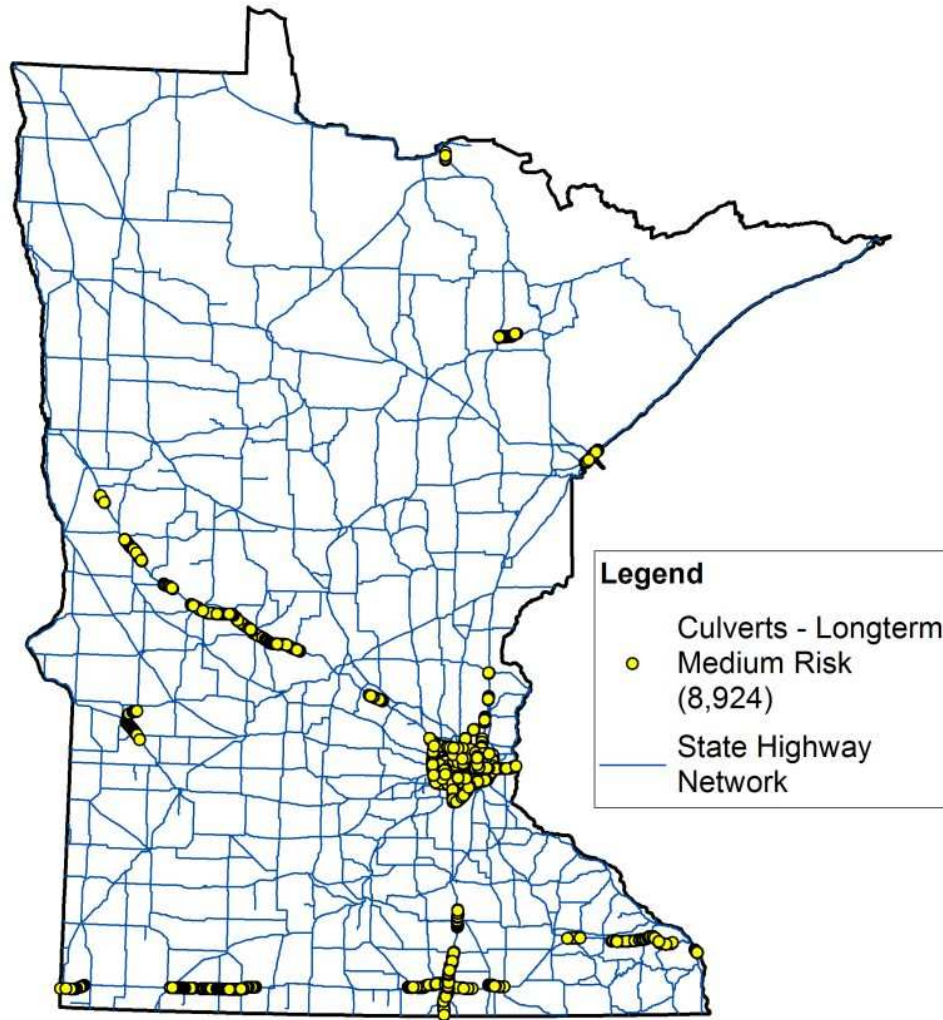 Legend
Culverts - Longterm
Medium Risk
(8,924)
State Highway
Network